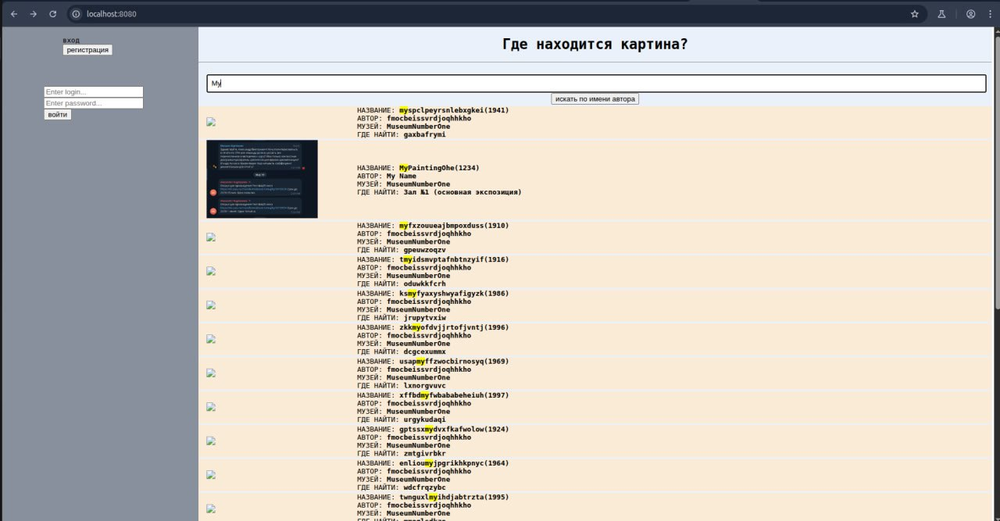 localhost:8080
вход
регистрация
Enter login...
Enter password...
войти
Где находится картина?
My
искать по имени автора
НАЗВАНИЕ: myspclpeyrsnlebxgkei(1941)
АВТОР: fmocbeissvrdjoqhhkho
МУЗЕЙ: MuseumNumberOne
ГДЕ НАЙТИ: gaxbafrymi
НАЗВАНИЕ: MyPaintingOhe(1234)
АВТОР: My Name
МУЗЕЙ: MuseumNumberOne
ГДЕ НАЙТИ: Зал №1 (основная экспозиция)
НАЗВАНИЕ: myfxzouueajbmpoxduss(1910)
АВТОР: fmocbeissvrdjoqhhkho
МУЗЕЙ: MuseumNumberOne
ГДЕ НАЙТИ: gpeuwzoqzv
НАЗВАНИЕ: tmyidsmvptafnbtnzyif(1916)
АВТОР: fmocbeissvrdjoqhhkho
МУЗЕЙ: MuseumNumberOne
ГДЕ НАЙТИ: oduwkkfcrh
НАЗВАНИЕ: ksmyfyaxyshwyafigyzk(1986)
АВТОР: fmocbeissvrdjoqhhkho
МУЗЕЙ: MuseumNumberOne
ГДЕ НАЙТИ: jrupytvxiw
НАЗВАНИЕ: zkkmyofdvjjrtofjvntj(1996)
АВТОР: fmocbeissvrdjoqhhkho
МУЗЕЙ: MuseumNumberOne
ГДЕ НАЙТИ: dcgcexummx
НАЗВАНИЕ: usapmyffzwocbirnosyq(1969)
АВТОР: fmocbeissvrdjoqhhkho
МУЗЕЙ: MuseumNumberOne
ГДЕ НАЙТИ: lxnorgvuvc
НАЗВАНИЕ: xffbdmyfwbababeheiuh(1997)
АВТОР: fmocbeissvrdjoqhhkho
МУЗЕЙ: MuseumNumberOne
ГДЕ НАЙТИ: urgykudaqi
НАЗВАНИЕ: gptssxmydvxfkafwolow(1924)
АВТОР: fmocbeissvrdjoqhhkho
МУЗЕЙ: MuseumNumberOne
ГДЕ НАЙТИ: zmtgivrbkr
НАЗВАНИЕ: enlioumyjpgrikhkpnyc(1964)
АВТОР: fmocbeissvrdjoqhhkho
МУЗЕЙ: MuseumNumberOne
ГДЕ НАЙТИ: wdcfrqzybc
НАЗВАНИЕ: twnguxlmyihdjabtrzta(1995)
АВТОР: fmocbeissvrdjoqhhkho
МУЗЕЙ: MuseumNumberOne